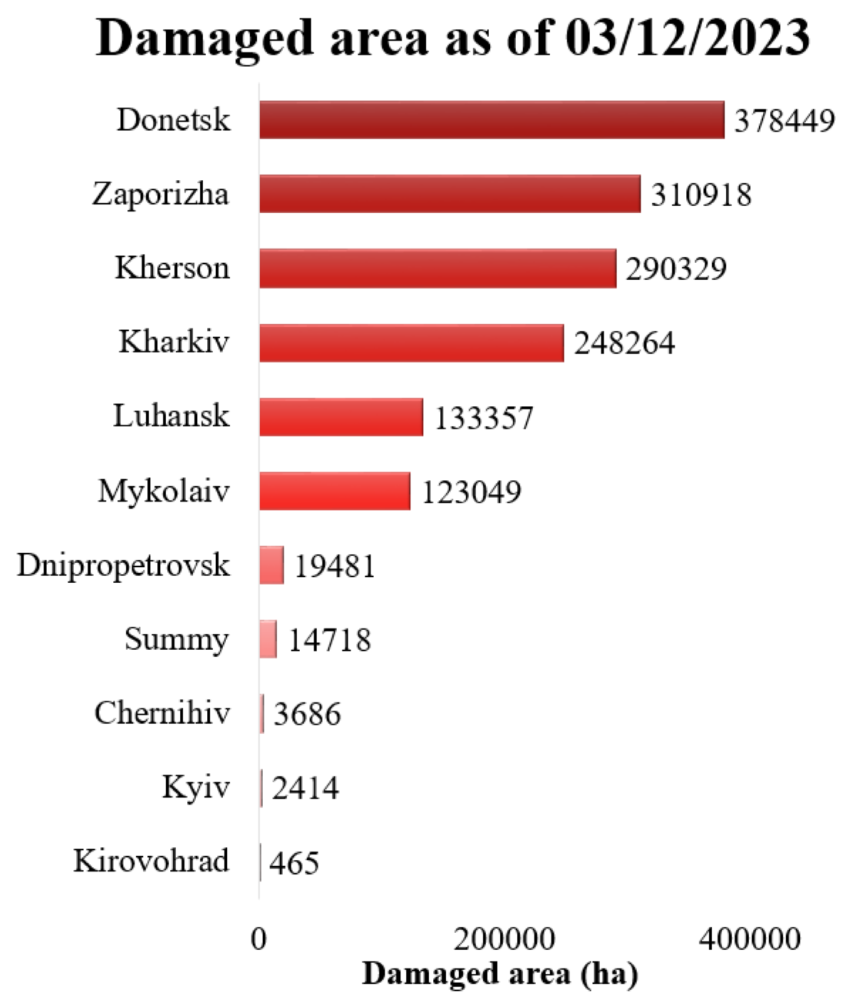 Damaged area as of 03/12/2023
Donetsk 378449
Zaporizha 310918
Kherson 290329
Kharkiv 248264
Luhansk 133357
Mykolaiv 123049
Dnipropetrovsk 19481
Summy 14718
Chernihiv 3686
Kyiv 2414
Kirovohrad 465
0 200000 400000
Damaged area (ha)